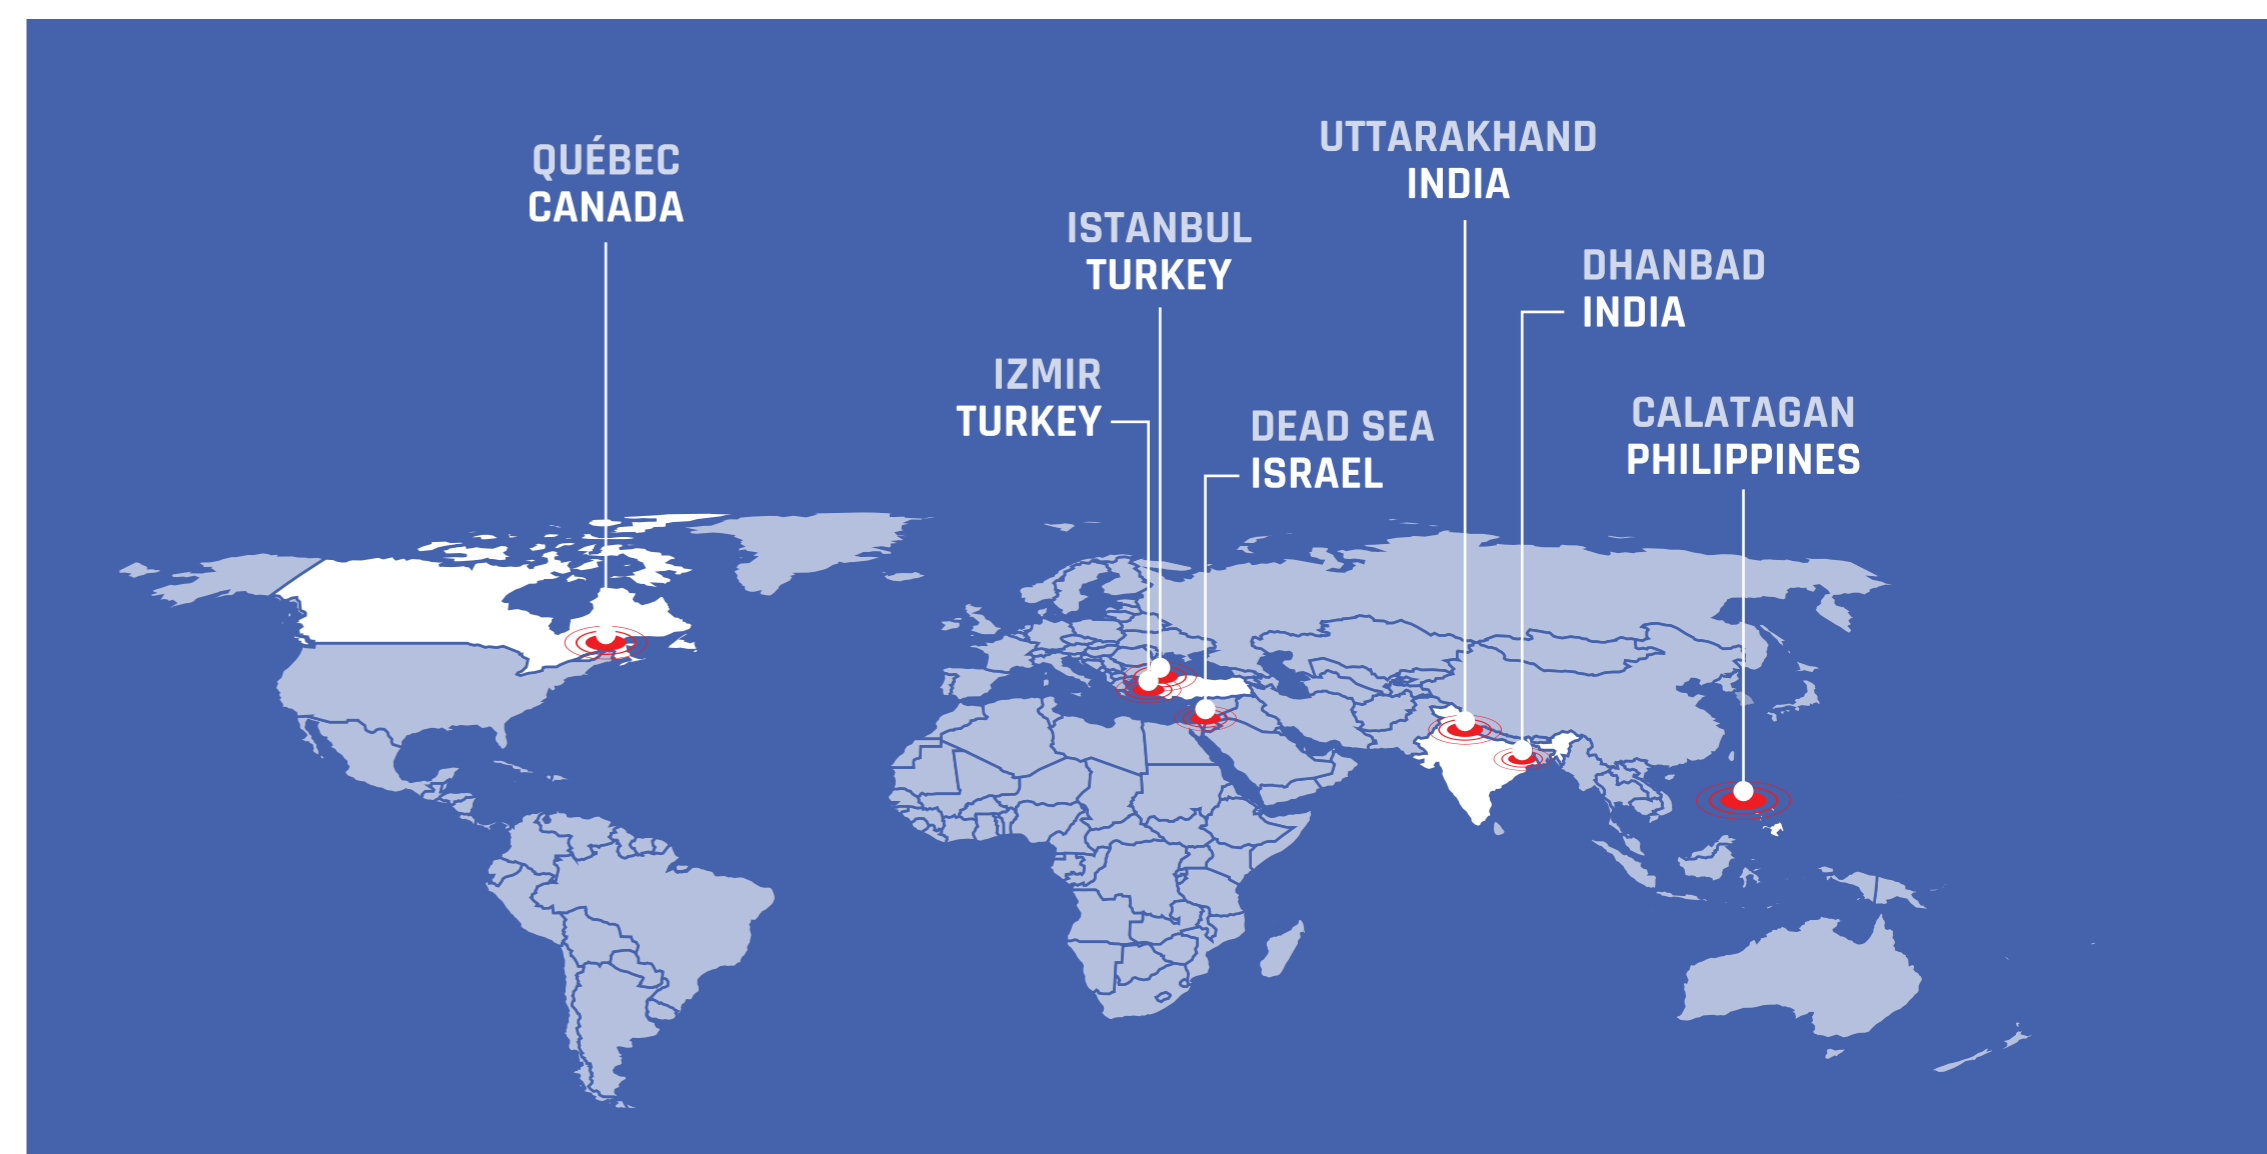 QUÉBEC
CANADA
ISTANBUL
TURKEY
IZMIR
TURKEY
DEAD SEA
ISRAEL
UTTARAKHAND
INDIA
DHANBAD
INDIA
CALATAGAN
PHILIPPINES